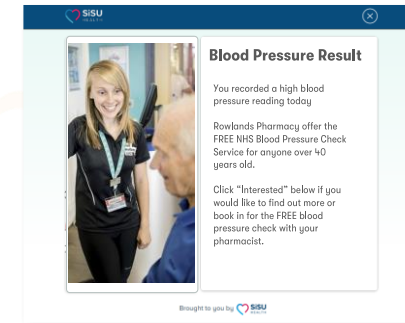 SiSU
HEALTH
Blood Pressure Result
You recorded a high blood
pressure reading today
Rowlands Pharmacy offer the
FREE NHS Blood Pressure Check
Service for anyone over 40
years old.
Click “Interested” below if you
would like to find out more or
book in for the FREE blood
pressure check with your
pharmacist.
Brought to you by SiSU
HEALTH